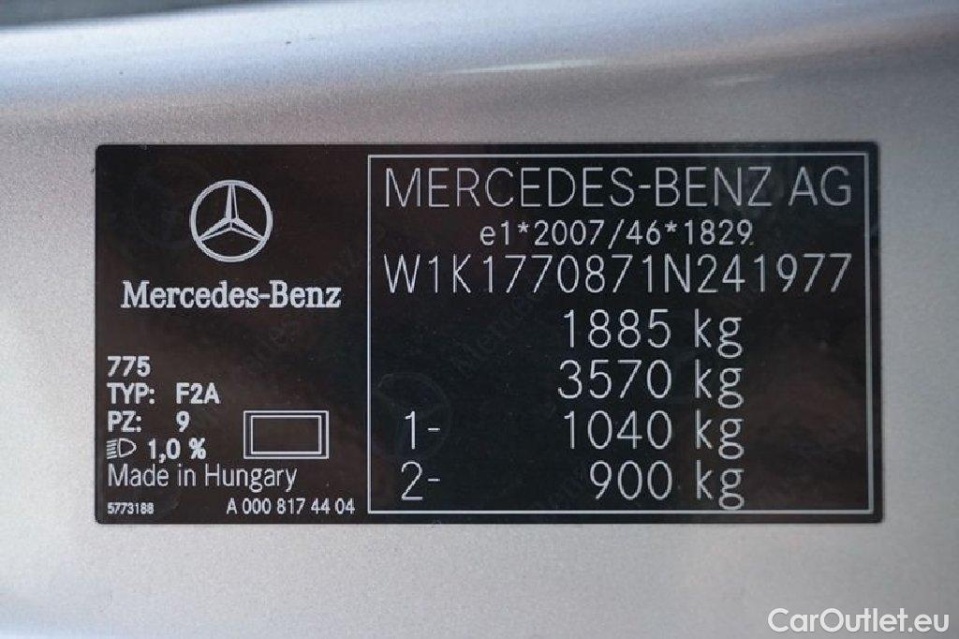 Mercedes-Benz
775
TYP: F2A
PZ: 9
1,0 %
Made in Hungary
5773188 A 000 817 44 04
MERCEDES-BENZ AG
e1*2007/46*1829
W1K1770871N241977
1885 kg
3570 kg
1- 1040 kg
2- 900 kg
CarOutlet.eu